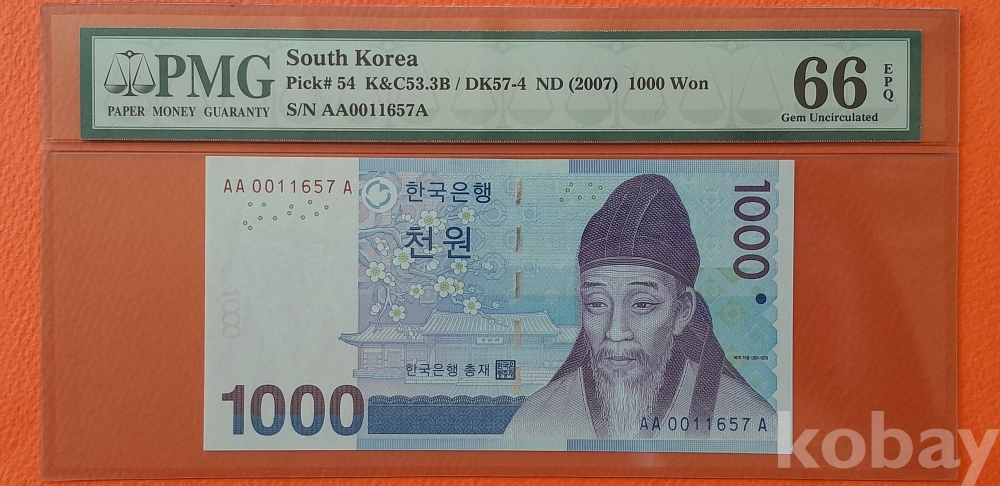 PMG
PAPER MONEY GUARANTY
South Korea
Pick# 54 K&C53.3B / DK57-4 ND (2007) 1000 Won
S/N AA0011657A
66
EPQ
Gem Uncirculated
AA 0011657 A
한국은행
천원
1000
1000
한국은행 총재
1000
AA 0011657 A
kobay